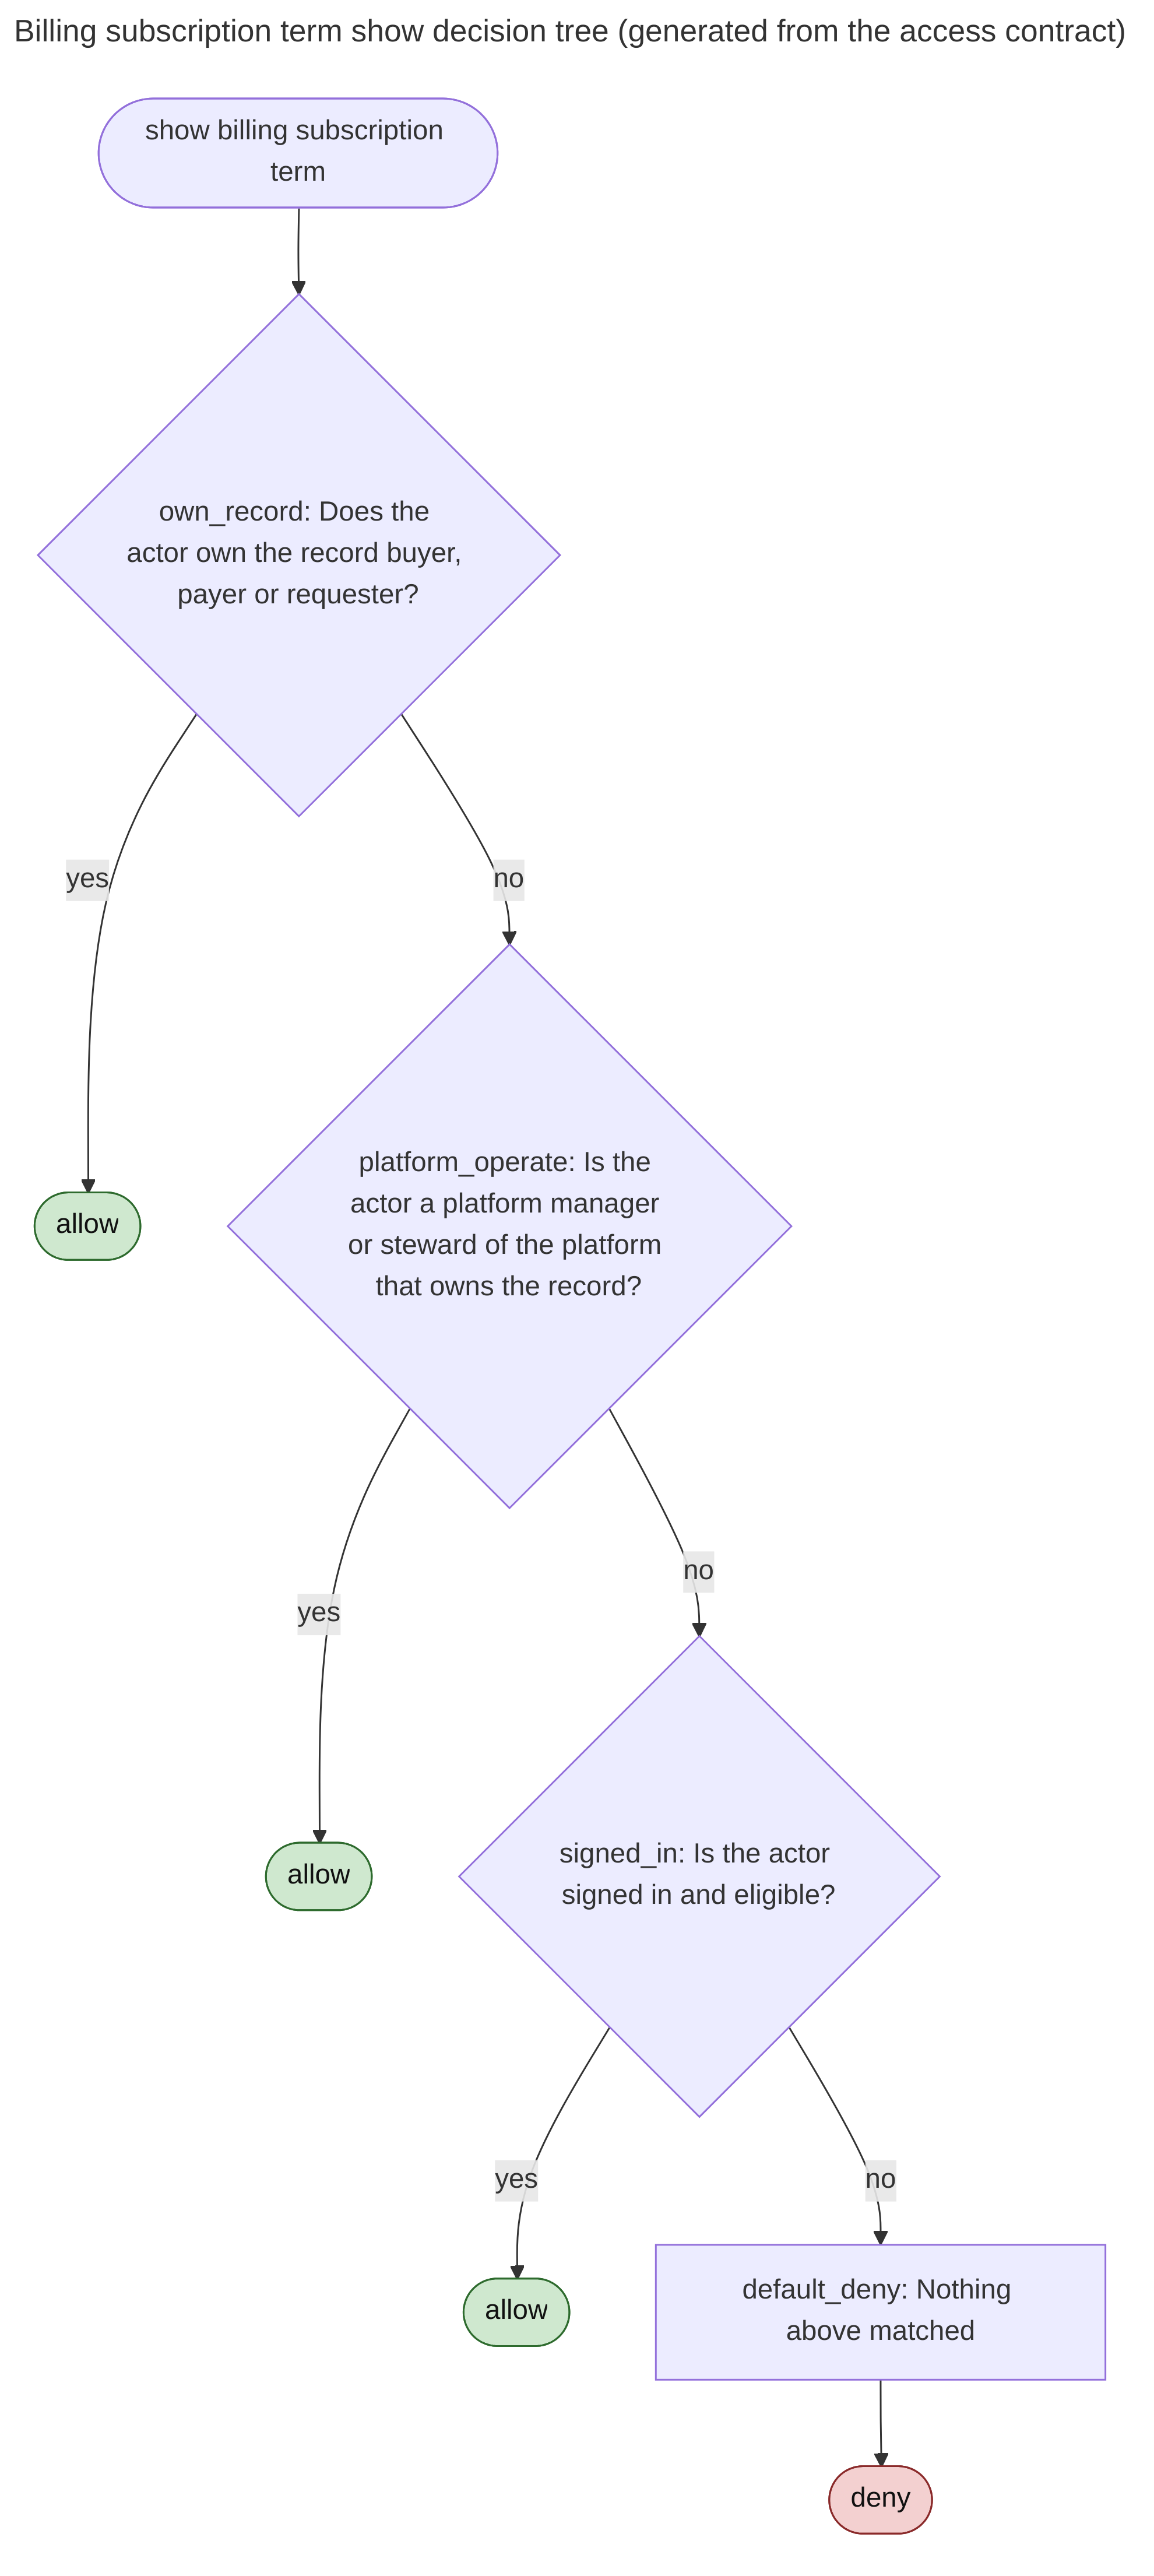 Billing subscription term show decision tree (generated from the access contract)
show billing subscription
term
own_record: Does the
actor own the record buyer,
payer or requester?
yes
no
platform_operate: Is the
actor a platform manager
or steward of the platform
that owns the record?
allow
yes
no
signed_in: Is the actor
signed in and eligible?
allow
yes
no
default_deny: Nothing
above matched
allow
deny